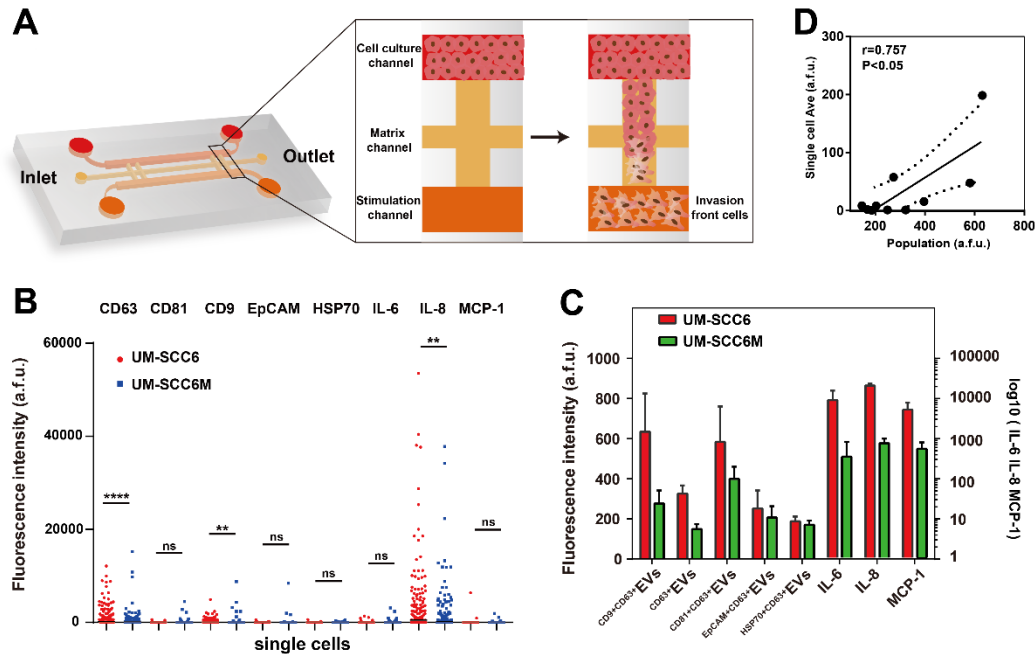 A
Inlet
Outlet
Cell culture
channel
Matrix
channel
Stimulation
channel
Invasion
front cells
D
r=0.757
P<0.05
Single cell Ave (a.f.u.)
300
200
100
0
200
400
600
800
Population (a.f.u.)
B
CD63 CD81 CD9 EpCAM HSP70 IL-6 IL-8 MCP-1
Fluorescence intensity (a.f.u.)
60000
40000
20000
0
UM-SCC6
UM-SCC6M
****
ns
**
ns
ns
ns
**
ns
single cells
C
UM-SCC6
UM-SCC6M
Fluorescence intensity (a.f.u.)
1000
800
600
400
200
0
100000
10000
1000
100
10
1
log10 ( IL-6 IL-8 MCP-1)
CD9+CD63+EVs
CD63+EVs
CD81+CD63+EVs
EpCAM+CD63+EVs
HSP70+CD63+EVs
IL-6
IL-8
MCP-1